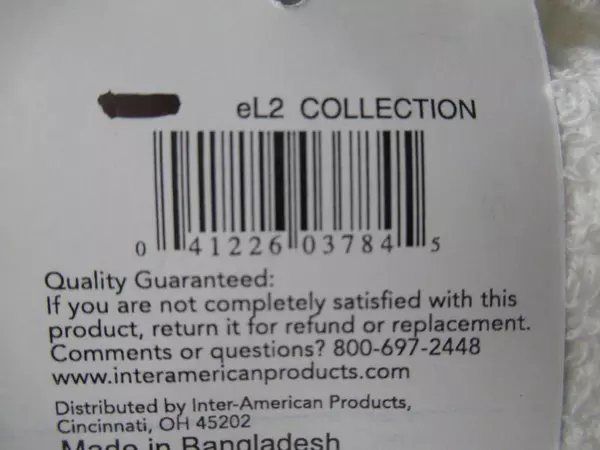 eL2 COLLECTION
0 41226 03784 5
Quality Guaranteed:
If you are not completely satisfied with this
product, return it for refund or replacement.
Comments or questions? 800-697-2448
www.interamericanproducts.com
Distributed by Inter-American Products,
Cincinnati, OH 45202
Made in Bangladesh